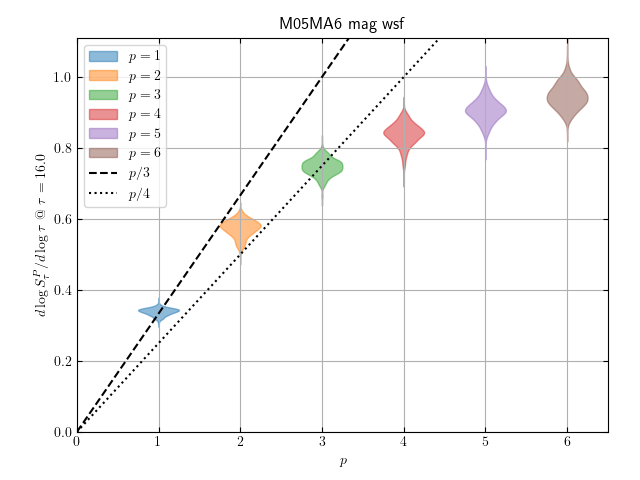 M05MA6 mag wsf
p = 1
p = 2
p = 3
p = 4
p = 5
p = 6
p/3
p/4
d log S_τ^P / d log τ @ τ = 16.0
1.0
0.8
0.6
0.4
0.2
0.0
0 1 2 3 4 5 6
p